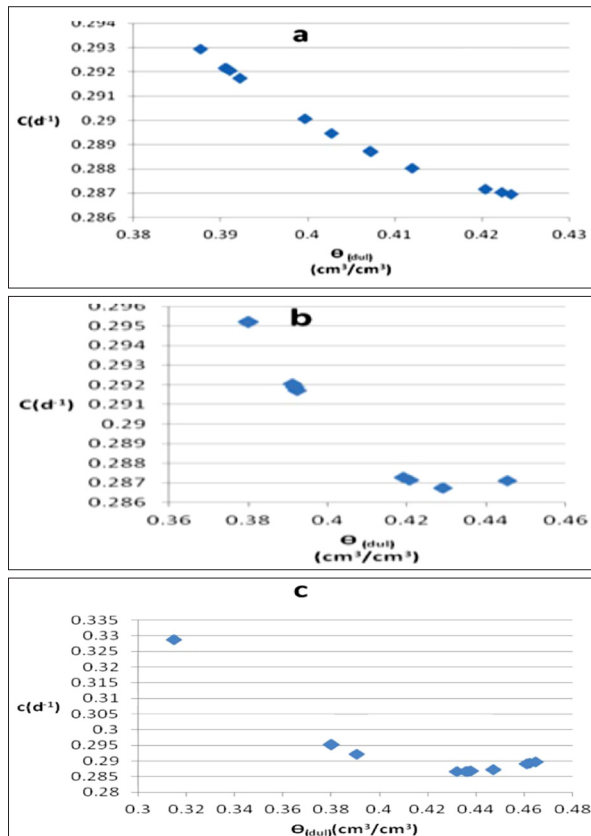 a
0.294
0.293
0.292
0.291
0.29
0.289
0.288
0.287
0.286
C(d⁻¹)
0.38 0.39 0.4 0.41 0.42 0.43
Θ(dul)
(cm³/cm³)
b
0.296
0.295
0.294
0.293
0.292
0.291
0.29
0.289
0.288
0.287
0.286
C(d⁻¹)
0.36 0.38 0.4 0.42 0.44 0.46
Θ(dul)
(cm³/cm³)
c
0.335
0.33
0.325
0.32
0.315
0.31
0.305
0.3
0.295
0.29
0.285
0.28
c(d⁻¹)
0.3 0.32 0.34 0.36 0.38 0.4 0.42 0.44 0.46 0.48
Θ(dul)(cm³/cm³)